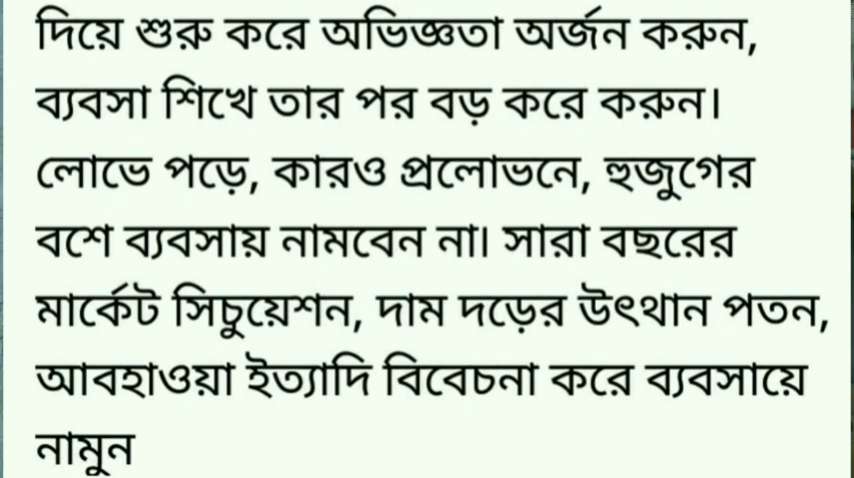 দিয়ে শুরু করে অভিজ্ঞতা অর্জন করুন,
ব্যবসা শিখে তার পর বড় করে করুন।
লোভে পড়ে, কারও প্রলোভনে, হুজুগের
বশে ব্যবসায় নামবেন না। সারা বছরের
মার্কেট সিচুয়েশন, দাম দড়ের উৎথান পতন,
আবহাওয়া ইত্যাদি বিবেচনা করে ব্যবসায়ে
নামুন